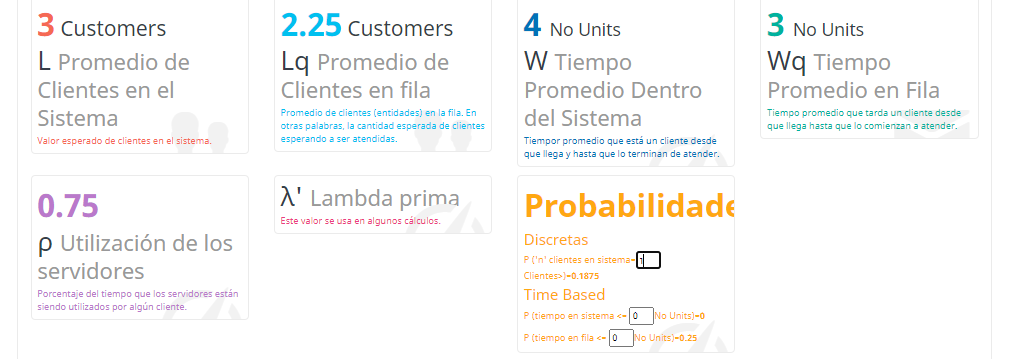 3 Customers
L Promedio de
Clientes en el
Sistema
Valor esperado de clientes en el sistema.
2.25 Customers
Lq Promedio de
Clientes en fila
Promedio de clientes (entidades) en la fila. En
otras palabras, la cantidad esperada de clientes
esperando a ser atendidas.
4 No Units
W Tiempo
Promedio Dentro
del Sistema
Tiempor promedio que está un cliente desde
que llega y hasta que lo terminan de atender.
3 No Units
Wq Tiempo
Promedio en Fila
Tiempo promedio que tarda un cliente desde
que llega hasta que lo comienzan a atender.
0.75
ρ Utilización de los
servidores
Porcentaje del tiempo que los servidores están
siendo utilizados por algún cliente.
λ' Lambda prima
Este valor se usa en algunos cálculos.
Probabilidade
Discretas
P ('n' clientes en sistema= 1
Clientes>)=0.1875
Time Based
P (tiempo en sistema <= 0 No Units)=0
P (tiempo en fila <= 0 No Units)=0.25